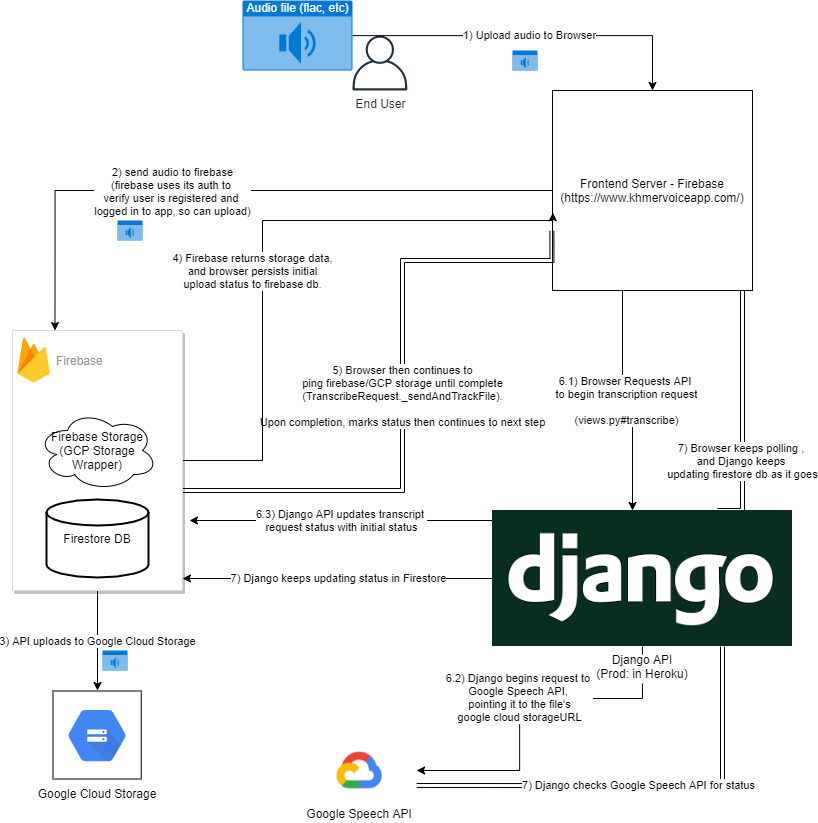 Audio file (flac, etc)
1) Upload audio to Browser
End User
Frontend Server - Firebase
(https://www.khmervoiceapp.com/)
2) send audio to firebase
(firebase uses its auth to
verify user is registered and
logged in to app, so can upload)
4) Firebase returns storage data,
and browser persists initial
upload status to firebase db.
Firebase
5) Browser then continues to
ping firebase/GCP storage until complete
(TranscribeRequest._sendAndTrackFile).
Upon completion, marks status then continues to next step
6.1) Browser Requests API
to begin transcription request
(views.py#transcribe)
Firebase Storage
(GCP Storage
Wrapper)
7) Browser keeps polling ,
and Django keeps
updating firestore db as it goes
Firestore DB
6.3) Django API updates transcript
request status with initial status
django
7) Django keeps updating status in Firestore
3) API uploads to Google Cloud Storage
Django API
(Prod: in Heroku)
6.2) Django begins request to
Google Speech API,
pointing it to the file's
google cloud storageURL
Google Cloud Storage
7) Django checks Google Speech API for status
Google Speech API